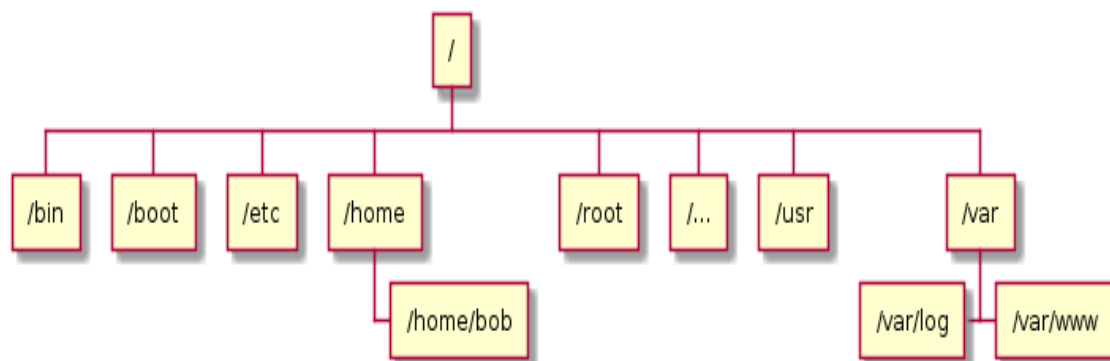 /
/bin
/boot
/etc
/home
/root
/...
/usr
/var
/home/bob
/var/log
/var/www